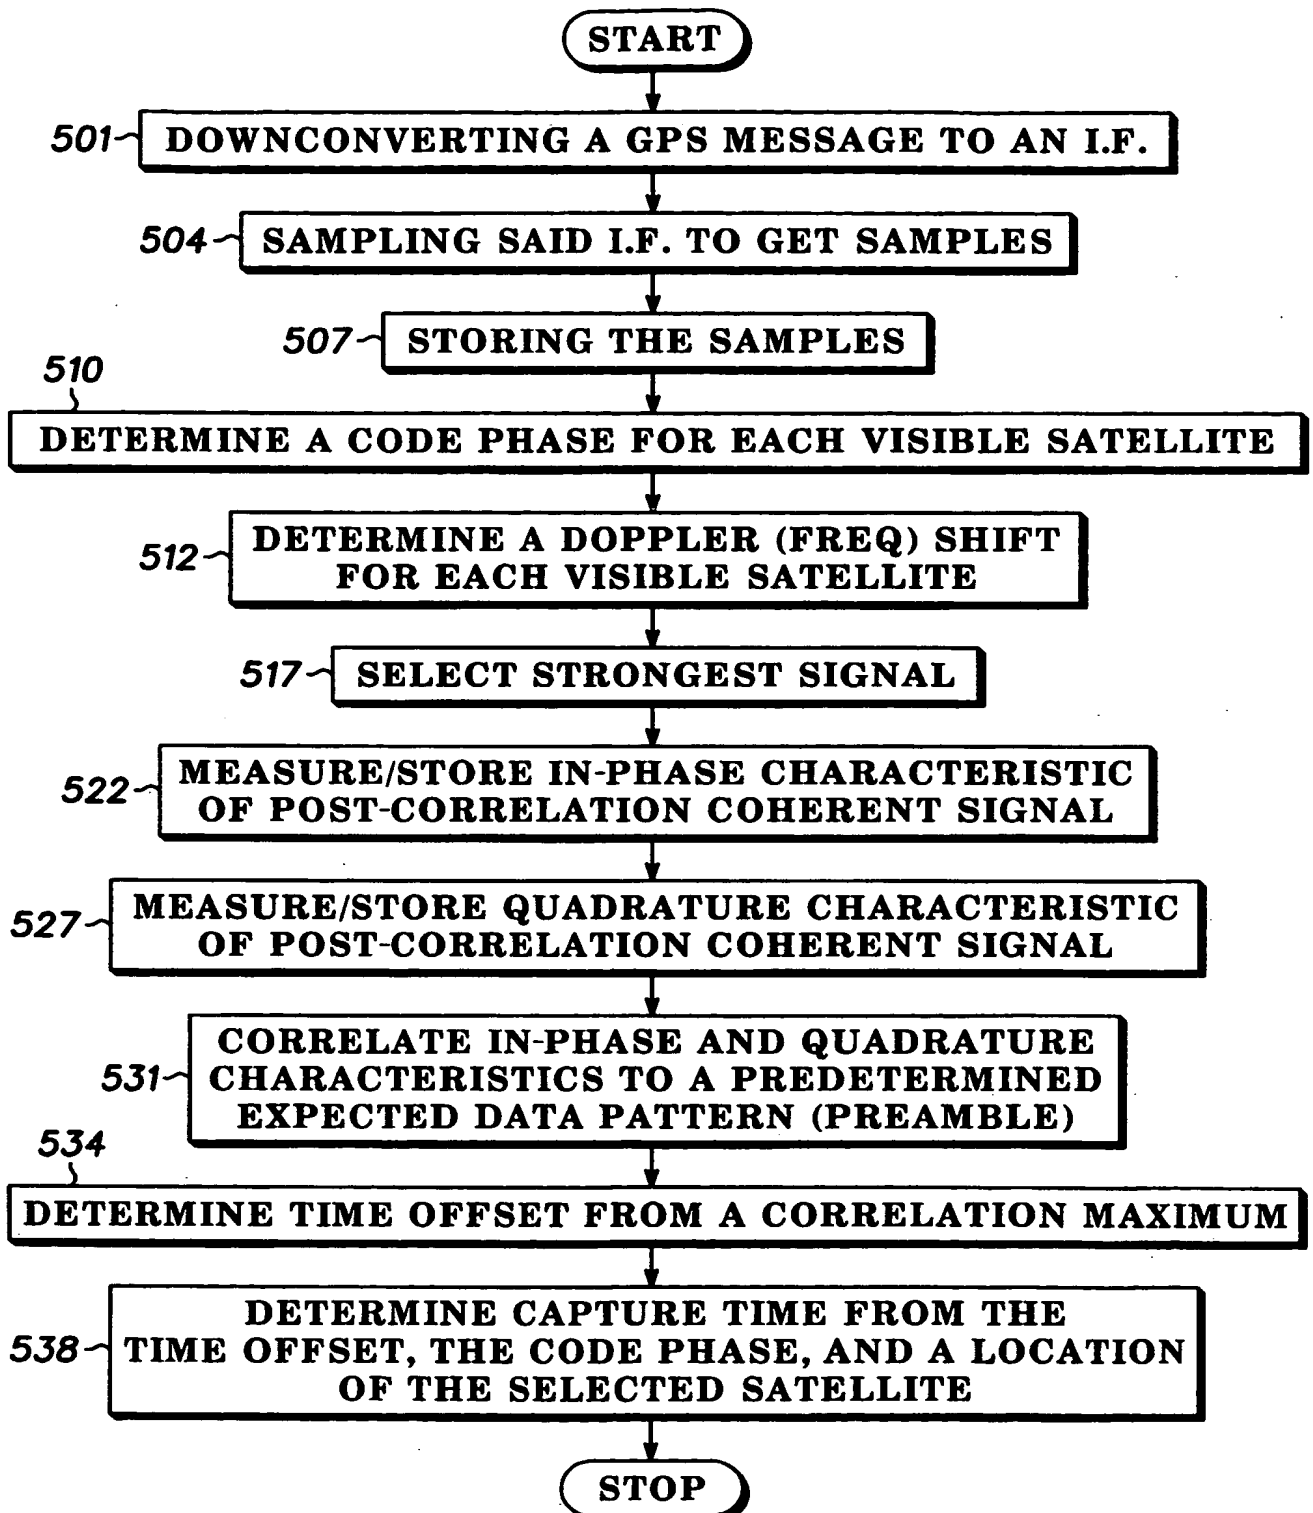 START
501
DOWNCONVERTING A GPS MESSAGE TO AN I.F.
504
SAMPLING SAID I.F. TO GET SAMPLES
507
STORING THE SAMPLES
510
DETERMINE A CODE PHASE FOR EACH VISIBLE SATELLITE
512
DETERMINE A DOPPLER (FREQ) SHIFT
FOR EACH VISIBLE SATELLITE
517
SELECT STRONGEST SIGNAL
522
MEASURE/STORE IN-PHASE CHARACTERISTIC
OF POST-CORRELATION COHERENT SIGNAL
527
MEASURE/STORE QUADRATURE CHARACTERISTIC
OF POST-CORRELATION COHERENT SIGNAL
531
CORRELATE IN-PHASE AND QUADRATURE
CHARACTERISTICS TO A PREDETERMINED
EXPECTED DATA PATTERN (PREAMBLE)
534
DETERMINE TIME OFFSET FROM A CORRELATION MAXIMUM
538
DETERMINE CAPTURE TIME FROM THE
TIME OFFSET, THE CODE PHASE, AND A LOCATION
OF THE SELECTED SATELLITE
STOP